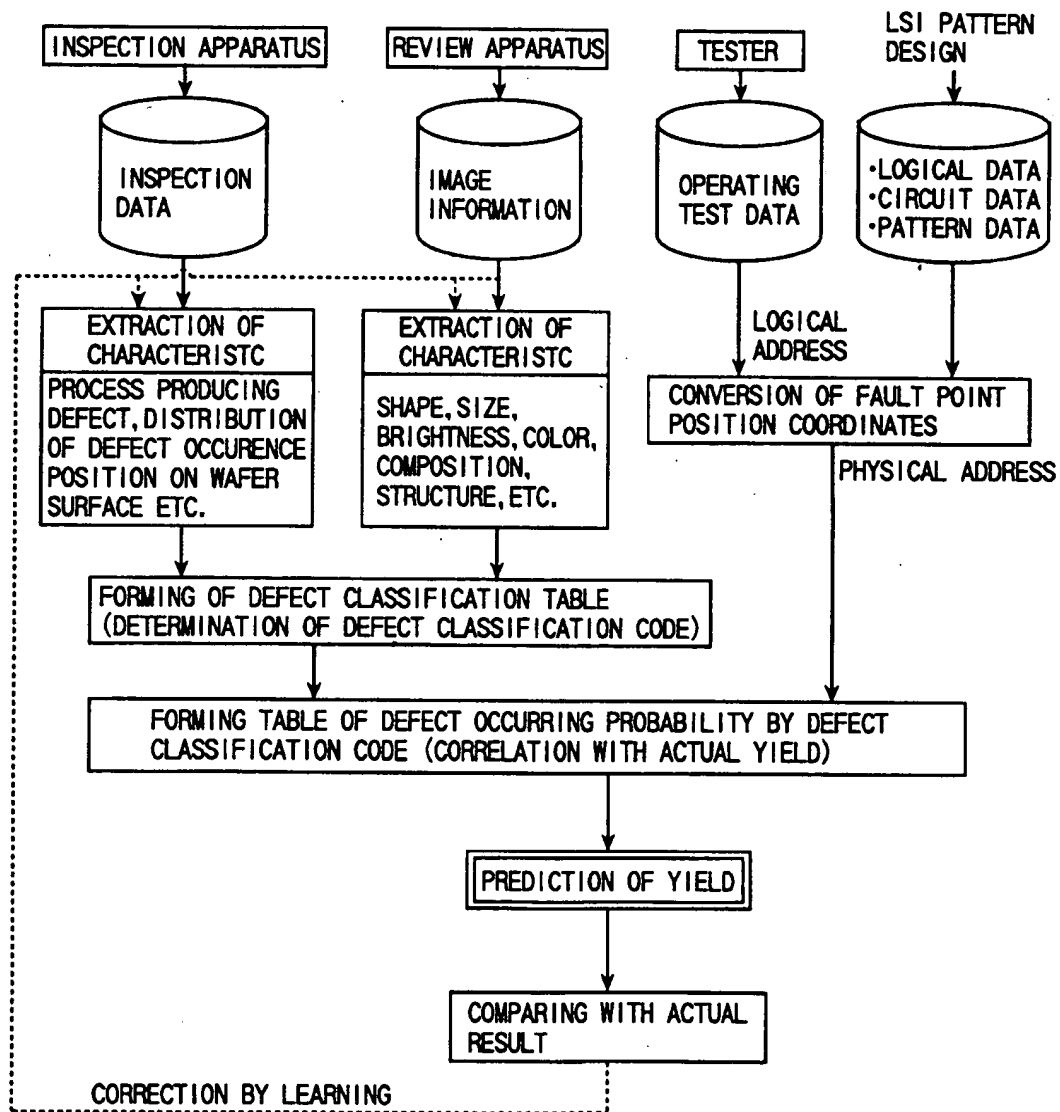 INSPECTION APPARATUS
REVIEW APPARATUS
TESTER
LSI PATTERN
DESIGN
INSPECTION
DATA
IMAGE
INFORMATION
OPERATING
TEST DATA
·LOGICAL DATA
·CIRCUIT DATA
·PATTERN DATA
EXTRACTION OF
CHARACTERISTC
PROCESS PRODUCING
DEFECT, DISTRIBUTION
OF DEFECT OCCURENCE
POSITION ON WAFER
SURFACE ETC.
EXTRACTION OF
CHARACTERISTC
SHAPE, SIZE,
BRIGHTNESS, COLOR,
COMPOSITION,
STRUCTURE, ETC.
LOGICAL
ADDRESS
CONVERSION OF FAULT POINT
POSITION COORDINATES
PHYSICAL ADDRESS
FORMING OF DEFECT CLASSIFICATION TABLE
(DETERMINATION OF DEFECT CLASSIFICATION CODE)
FORMING TABLE OF DEFECT OCCURRING PROBABILITY BY DEFECT
CLASSIFICATION CODE (CORRELATION WITH ACTUAL YIELD)
PREDICTION OF YIELD
COMPARING WITH ACTUAL
RESULT
CORRECTION BY LEARNING